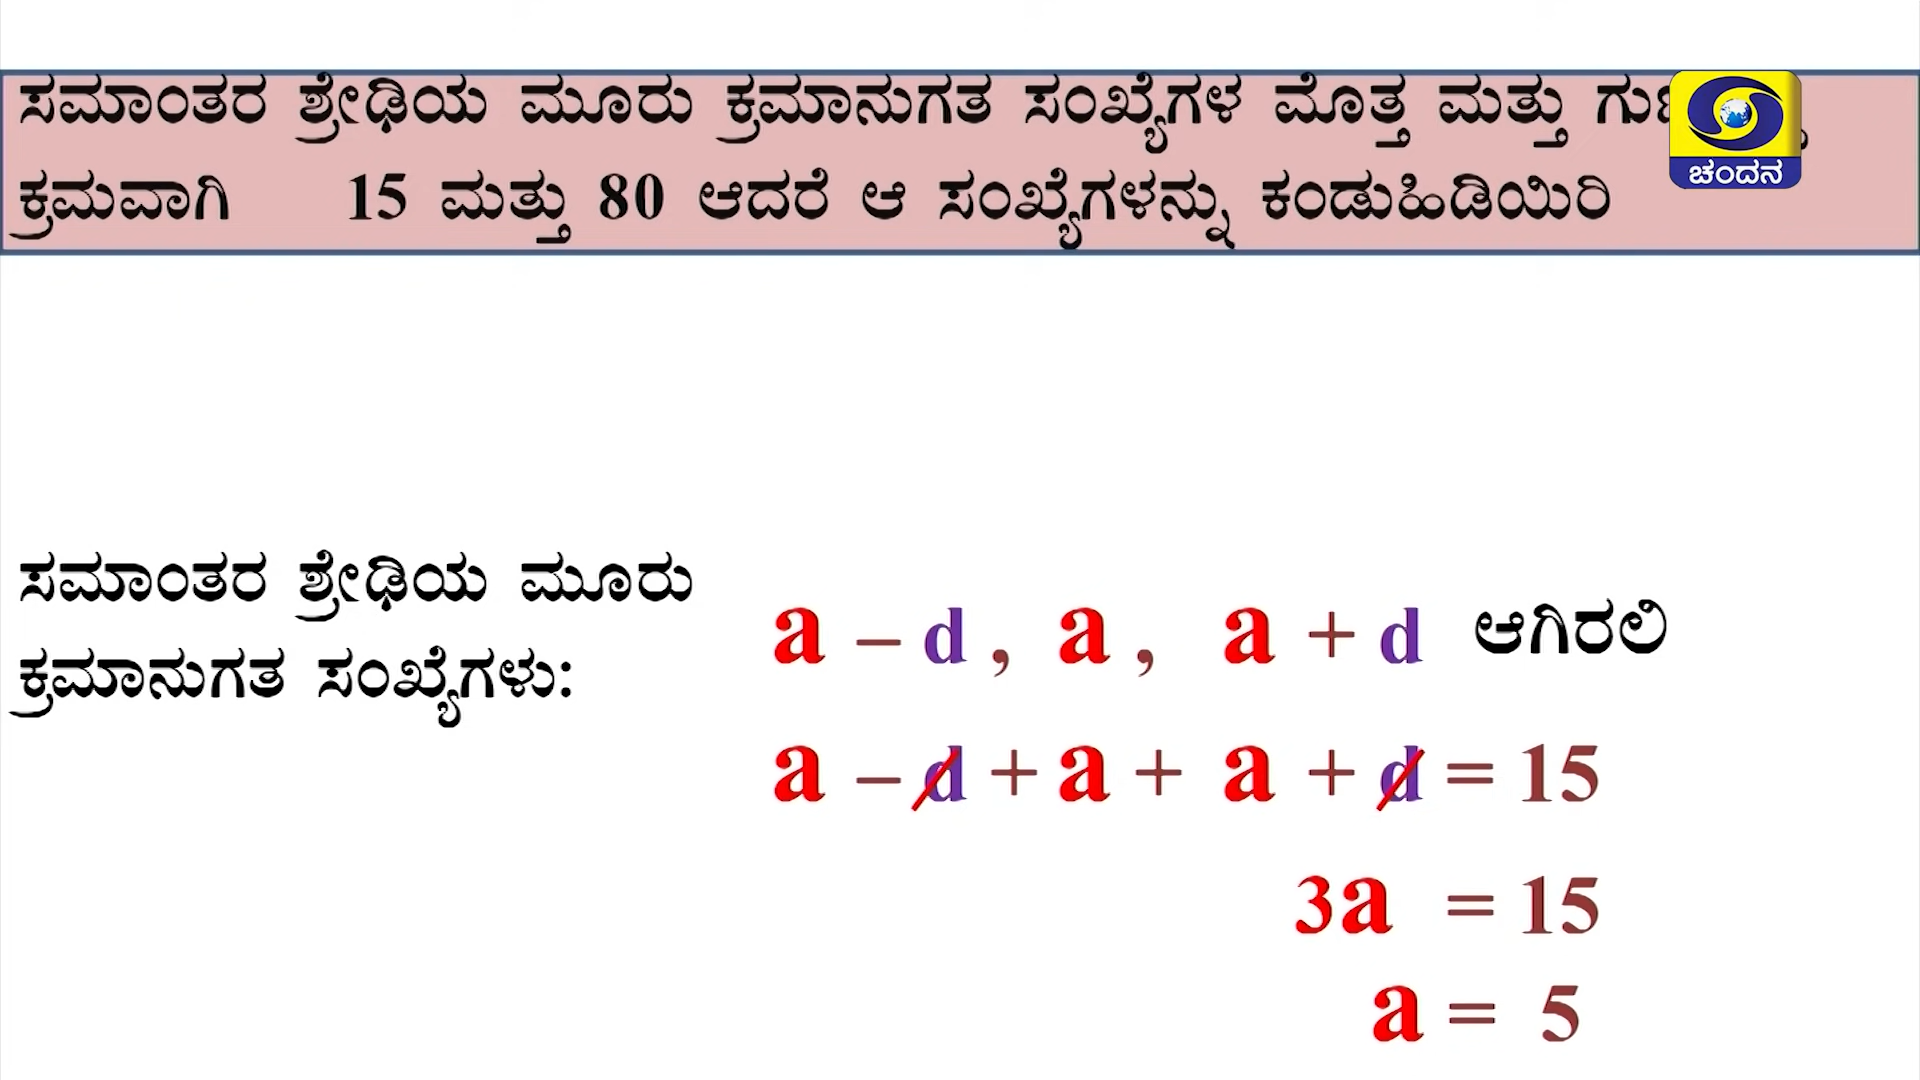 ಸಮಾಂತರ ಶ್ರೇಢಿಯ ಮೂರು ಕ್ರಮಾನುಗತ ಸಂಖ್ಯೆಗಳ ಮೊತ್ತ ಮತ್ತು
ಚಂದನ
ಕ್ರಮವಾಗಿ 15 ಮತ್ತು 80 ಆದರೆ ಆ ಸಂಖ್ಯೆಗಳನ್ನು ಕಂಡುಹಿಡಿಯಿರಿ
ಸಮಾಂತರ ಶ್ರೇಢಿಯ ಮೂರು
ಕ್ರಮಾನುಗತ ಸಂಖ್ಯೆಗಳು:
a – d , a , a + d ಆಗಿರಲಿ
a – d + a + a + d = 15
3a = 15
a = 5